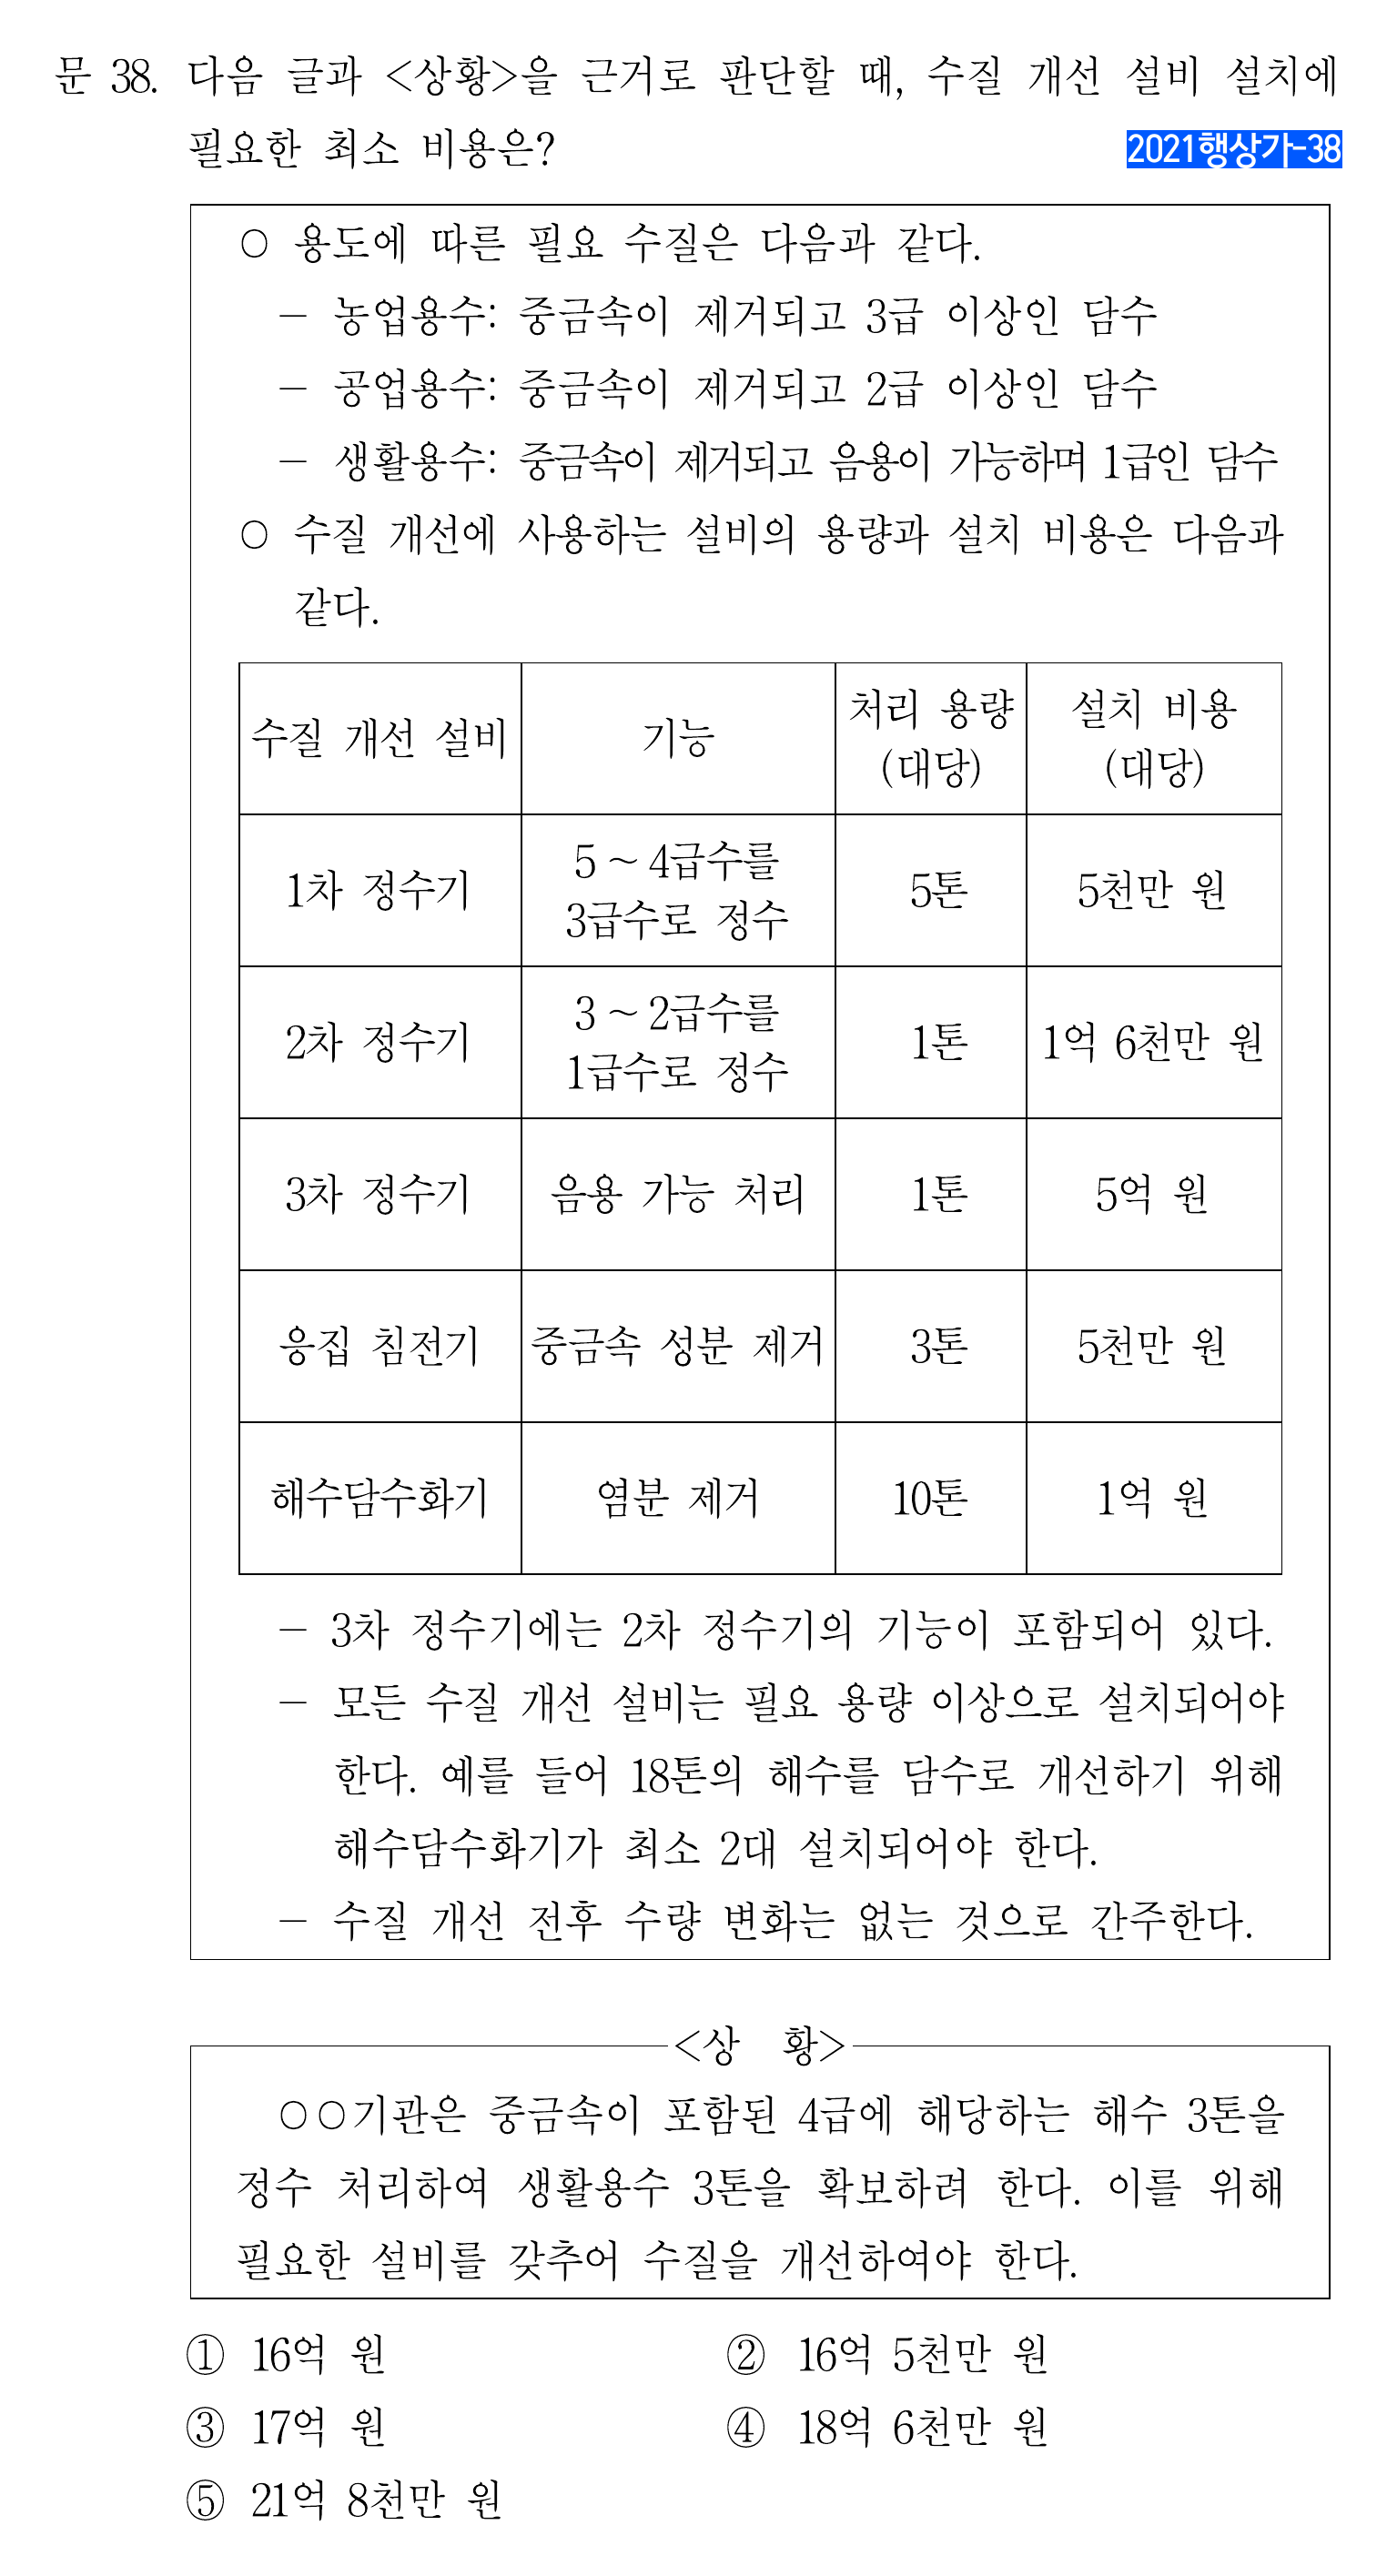 문 38. 다음 글과 <상황>을 근거로 판단할 때, 수질 개선 설비 설치에
필요한 최소 비용은?
2021행상가-38
○ 용도에 따른 필요 수질은 다음과 같다.
- 농업용수: 중금속이 제거되고 3급 이상인 담수
- 공업용수: 중금속이 제거되고 2급 이상인 담수
- 생활용수: 중금속이 제거되고 음용이 가능하며 1급인 담수
○ 수질 개선에 사용하는 설비의 용량과 설치 비용은 다음과
같다.
수질 개선 설비 기능 처리 용량 (대당) 설치 비용 (대당)
1차 정수기 5 ~ 4급수를 3급수로 정수 5톤 5천만 원
2차 정수기 3 ~ 2급수를 1급수로 정수 1톤 1억 6천만 원
3차 정수기 음용 가능 처리 1톤 5억 원
응집 침전기 중금속 성분 제거 3톤 5천만 원
해수담수화기 염분 제거 10톤 1억 원
- 3차 정수기에는 2차 정수기의 기능이 포함되어 있다.
- 모든 수질 개선 설비는 필요 용량 이상으로 설치되어야
한다. 예를 들어 18톤의 해수를 담수로 개선하기 위해
해수담수화기가 최소 2대 설치되어야 한다.
- 수질 개선 전후 수량 변화는 없는 것으로 간주한다.
<상 황>
○○기관은 중금속이 포함된 4급에 해당하는 해수 3톤을
정수 처리하여 생활용수 3톤을 확보하려 한다. 이를 위해
필요한 설비를 갖추어 수질을 개선하여야 한다.
① 16억 원 ② 16억 5천만 원
③ 17억 원 ④ 18억 6천만 원
⑤ 21억 8천만 원